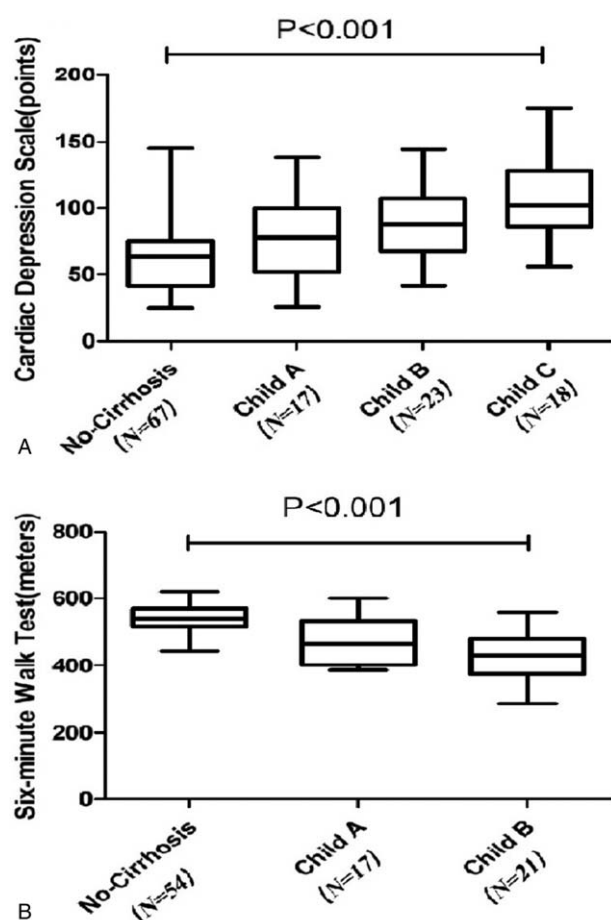 P<0.001
Cardiac Depression Scale(points)
200
150
100
50
0
No-Cirrhosis
(N=67)
Child A
(N=17)
Child B
(N=23)
Child C
(N=18)
A
P<0.001
Six-minute Walk Test(meters)
800
600
400
200
0
No-Cirrhosis
(N=54)
Child A
(N=17)
Child B
(N=21)
B